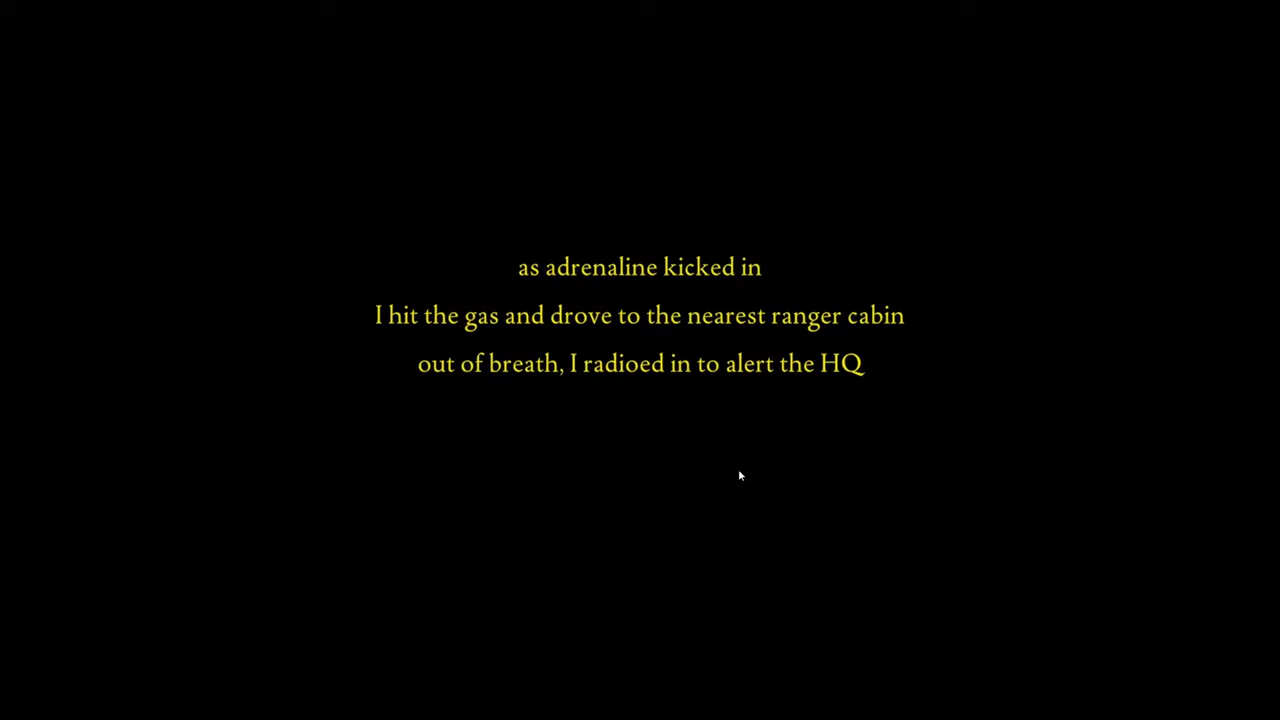 as adrenaline kicked in
I hit the gas and drove to the nearest ranger cabin
out of breath, I radioed in to alert the HQ